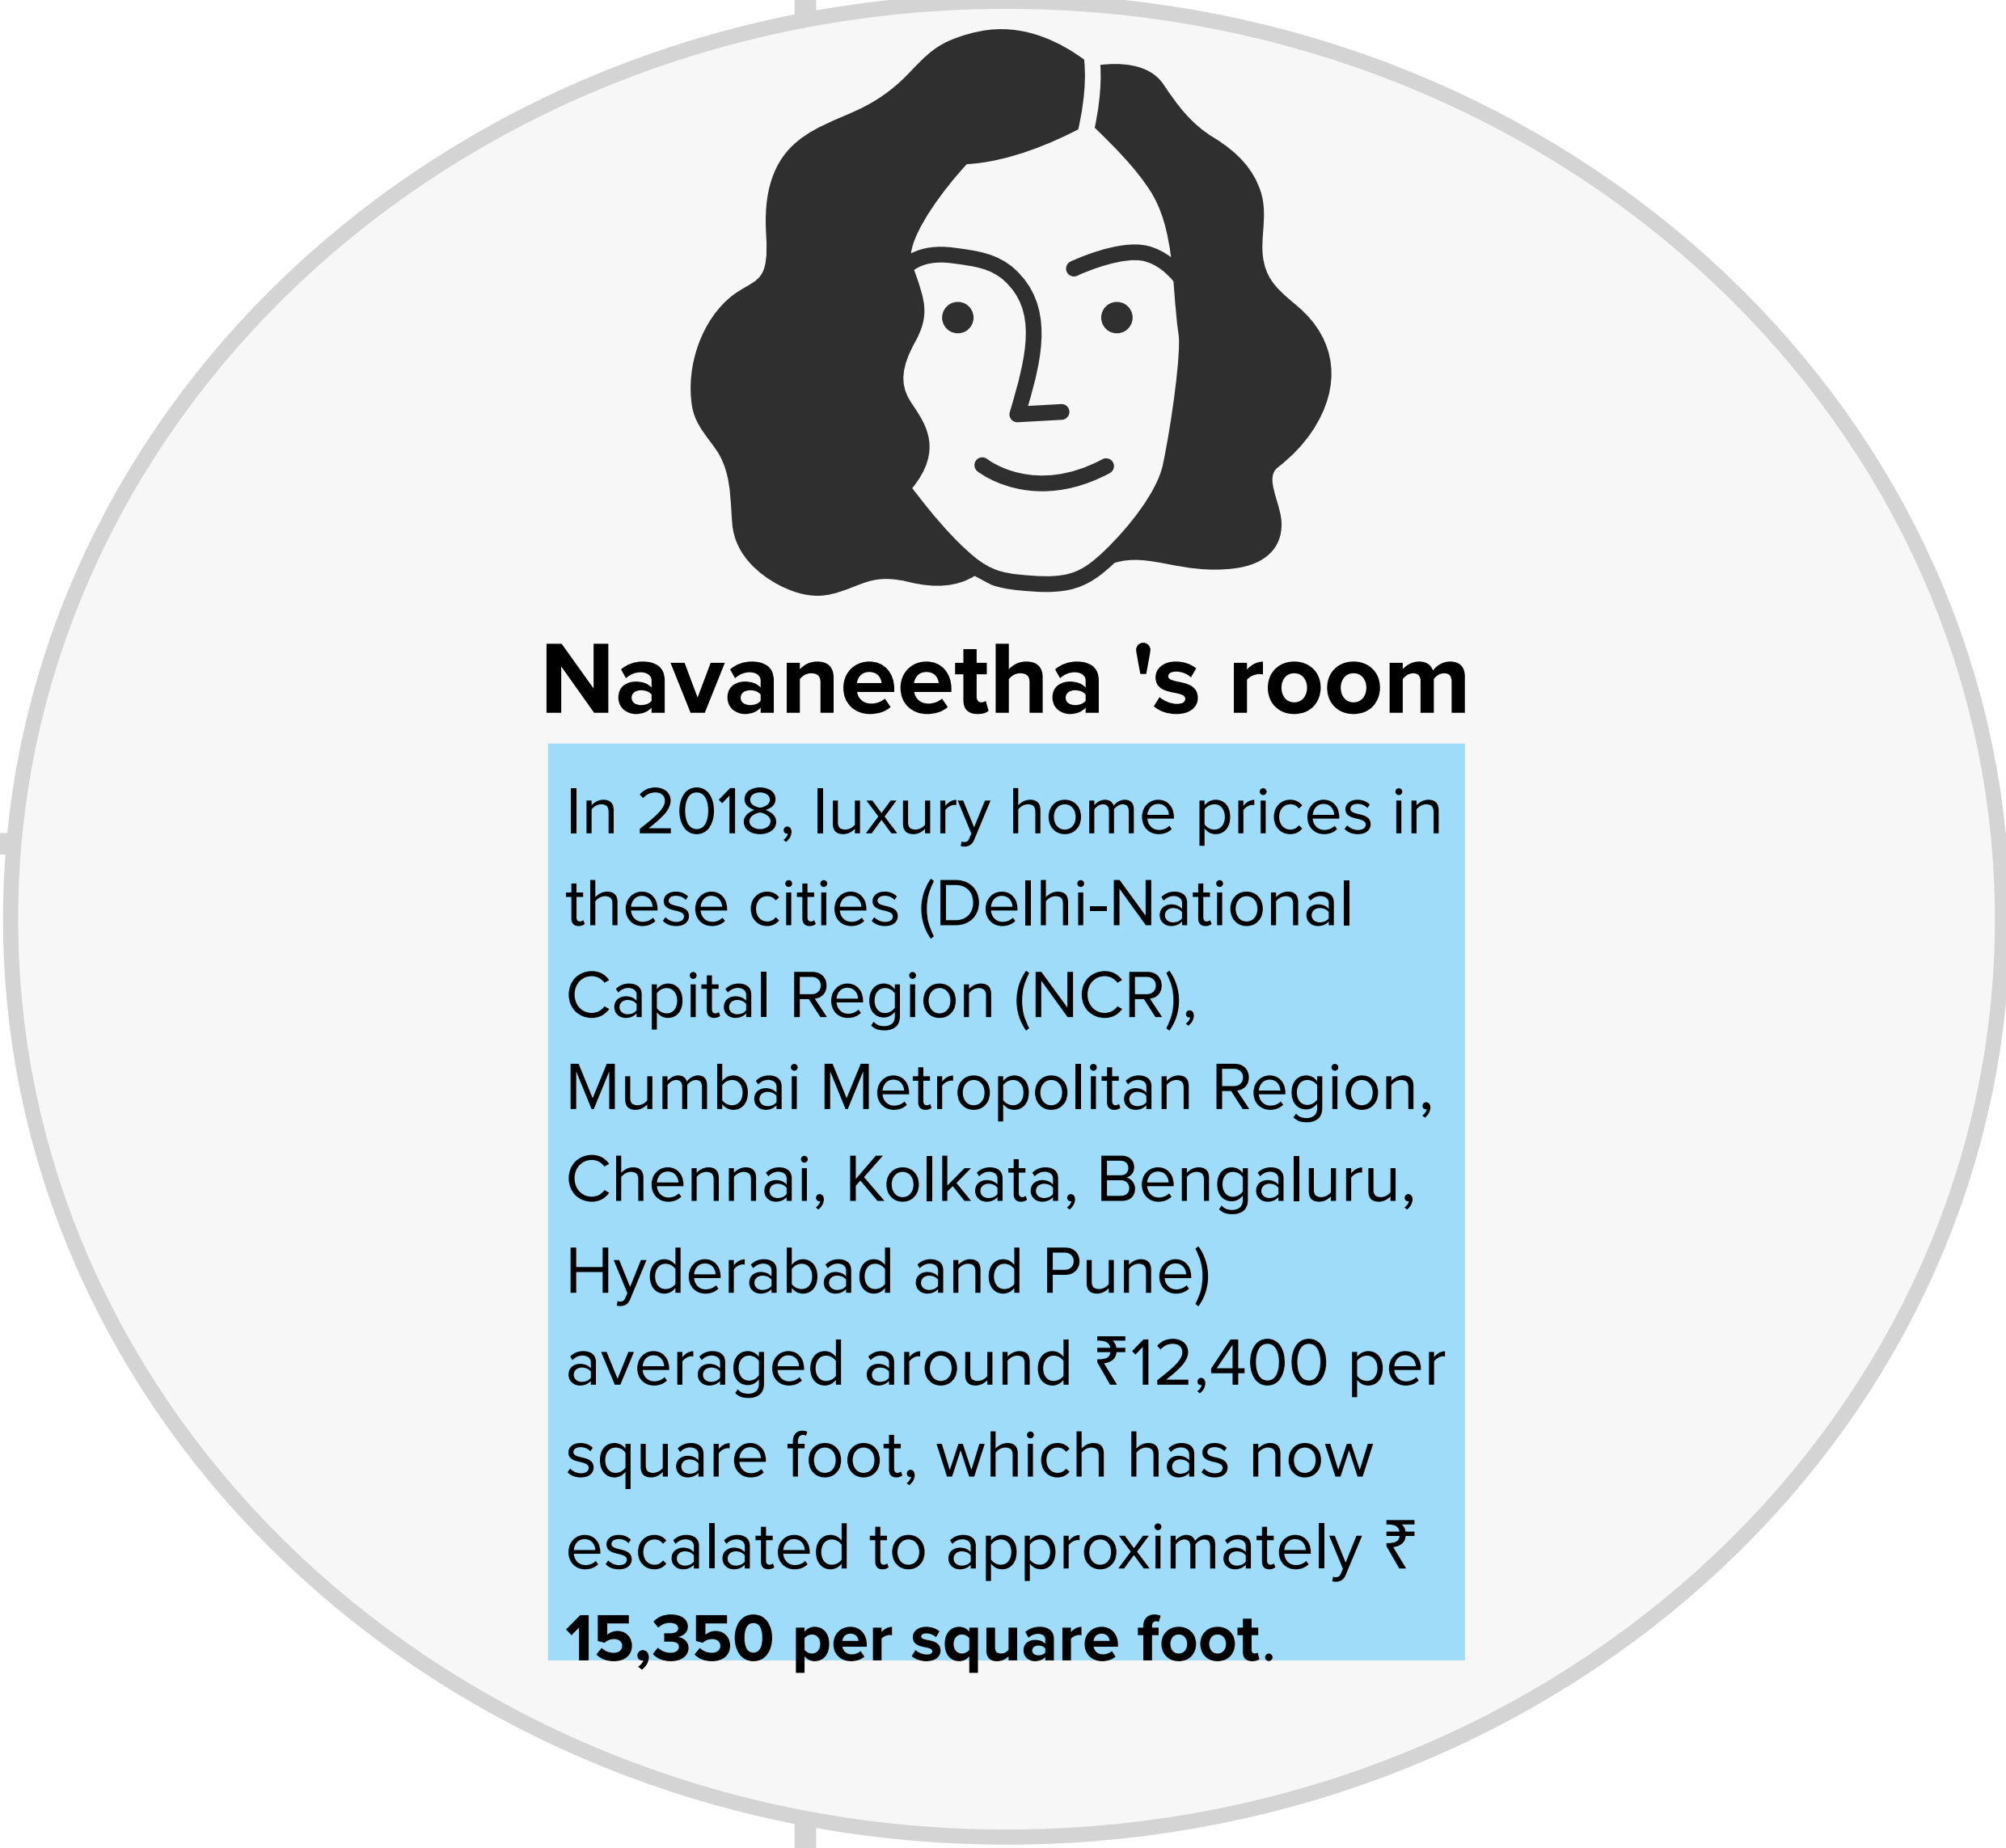 Navaneetha 's room
In 2018, luxury home prices in
these cities (Delhi-National
Capital Region (NCR),
Mumbai Metropolitan Region,
Chennai, Kolkata, Bengaluru,
Hyderabad and Pune)
averaged around ₹12,400 per
square foot, which has now
escalated to approximately ₹
15,350 per square foot.